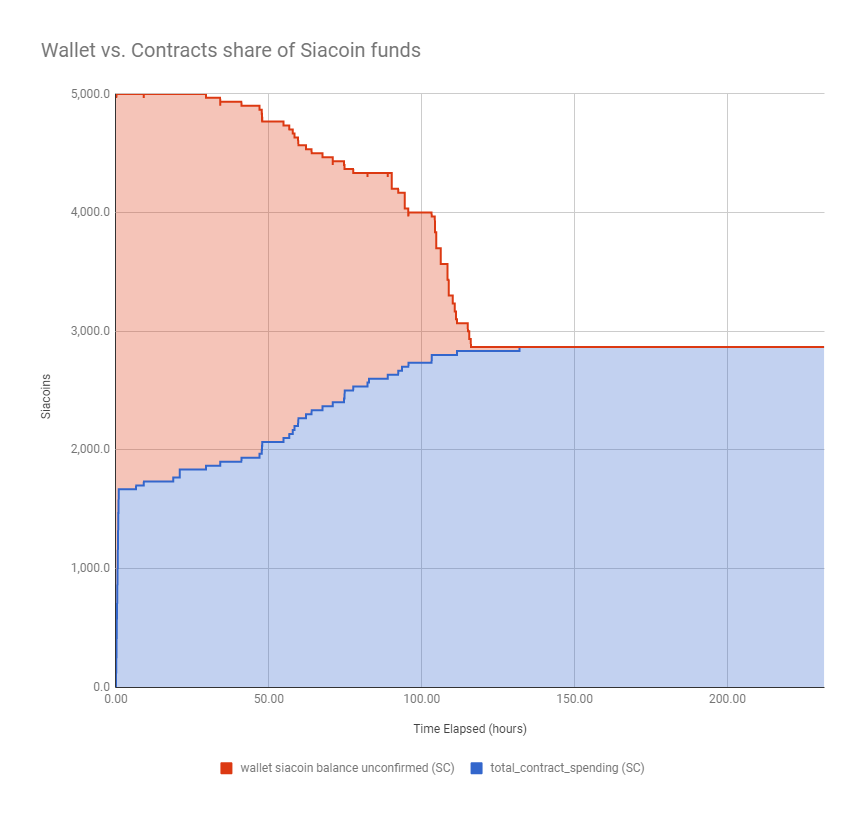 Wallet vs. Contracts share of Siacoin funds
5,000.0
4,000.0
3,000.0
2,000.0
1,000.0
0.0
Siacoins
0.00 50.00 100.00 150.00 200.00
Time Elapsed (hours)
wallet siacoin balance unconfirmed (SC) total_contract_spending (SC)